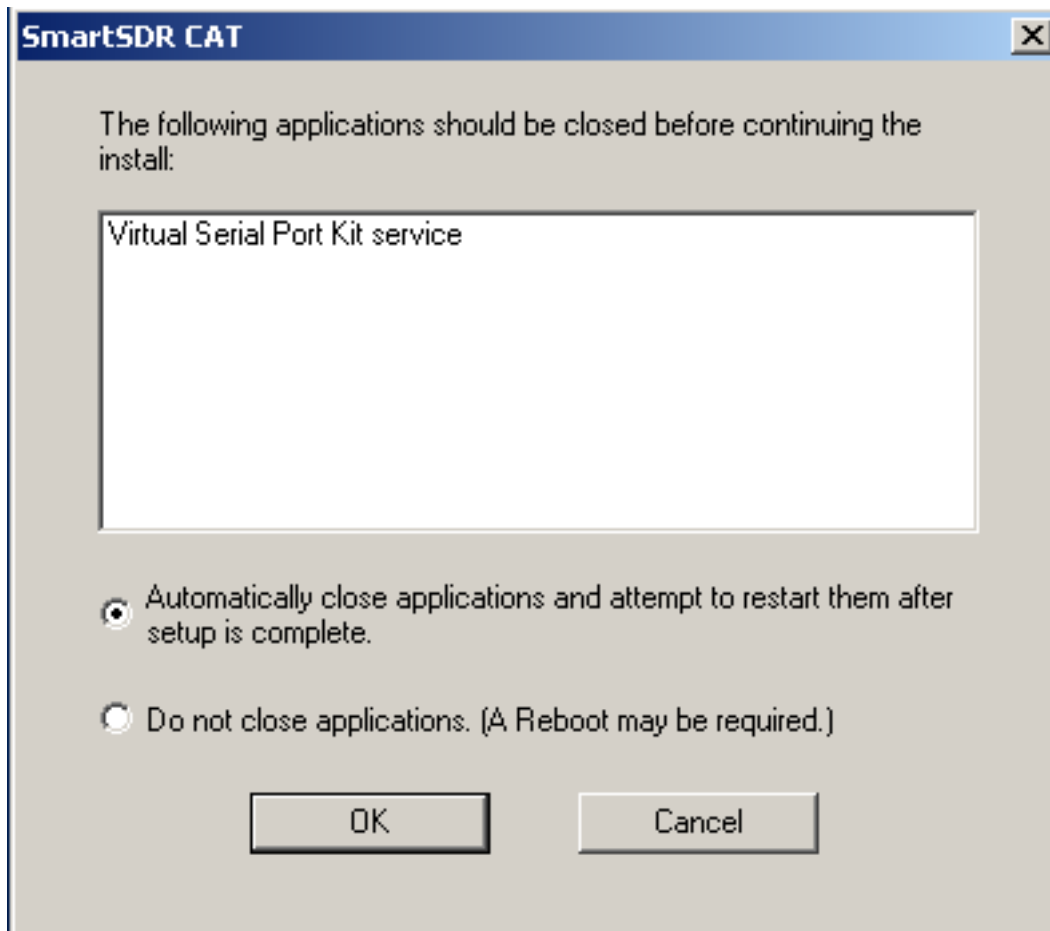 SmartSDR CAT
The following applications should be closed before continuing the
install:
Virtual Serial Port Kit service
Automatically close applications and attempt to restart them after
setup is complete.
Do not close applications. (A Reboot may be required.)
OK
Cancel